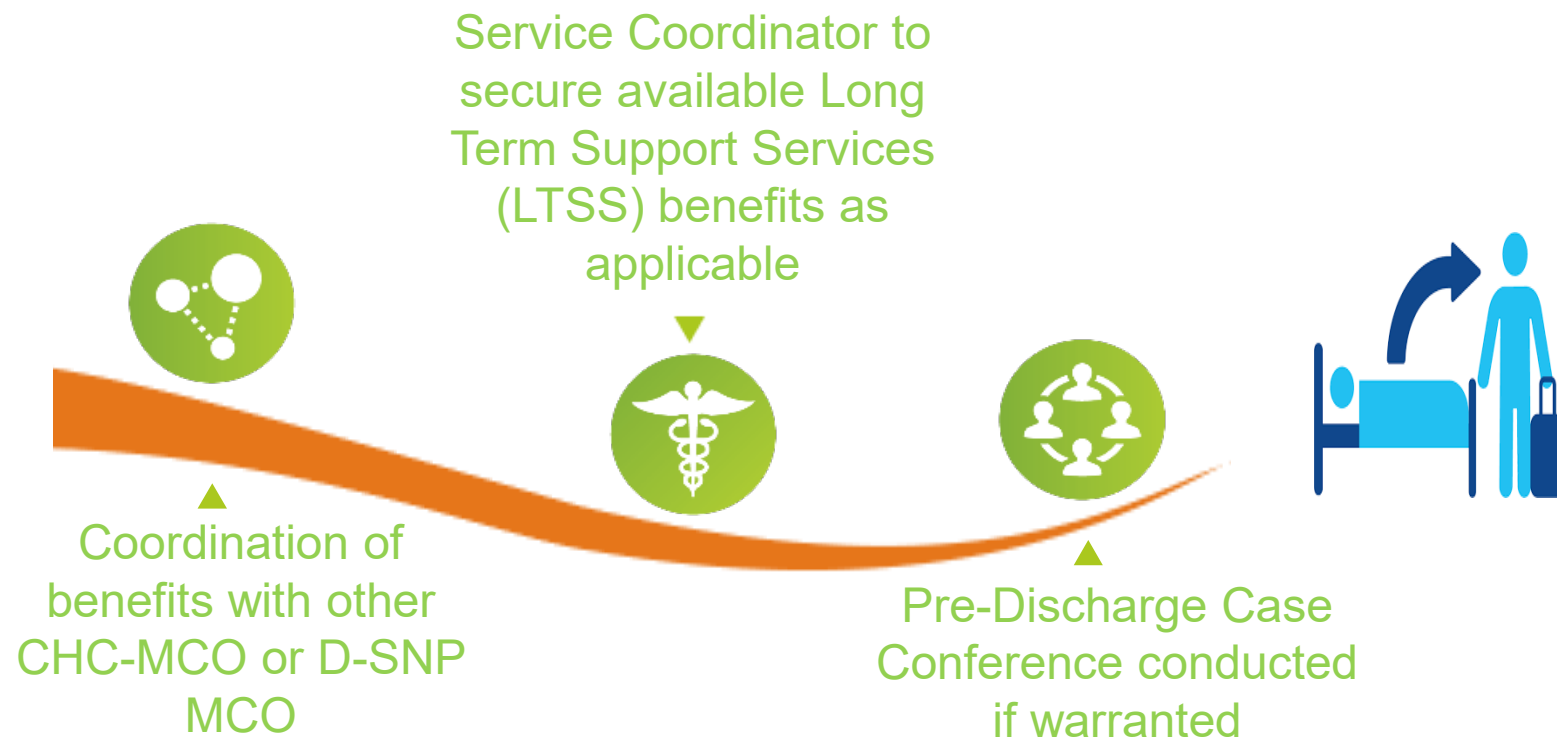 Service Coordinator to
secure available Long
Term Support Services
(LTSS) benefits as
applicable
Coordination of
benefits with other
CHC-MCO or D-SNP
MCO
Pre-Discharge Case
Conference conducted
if warranted